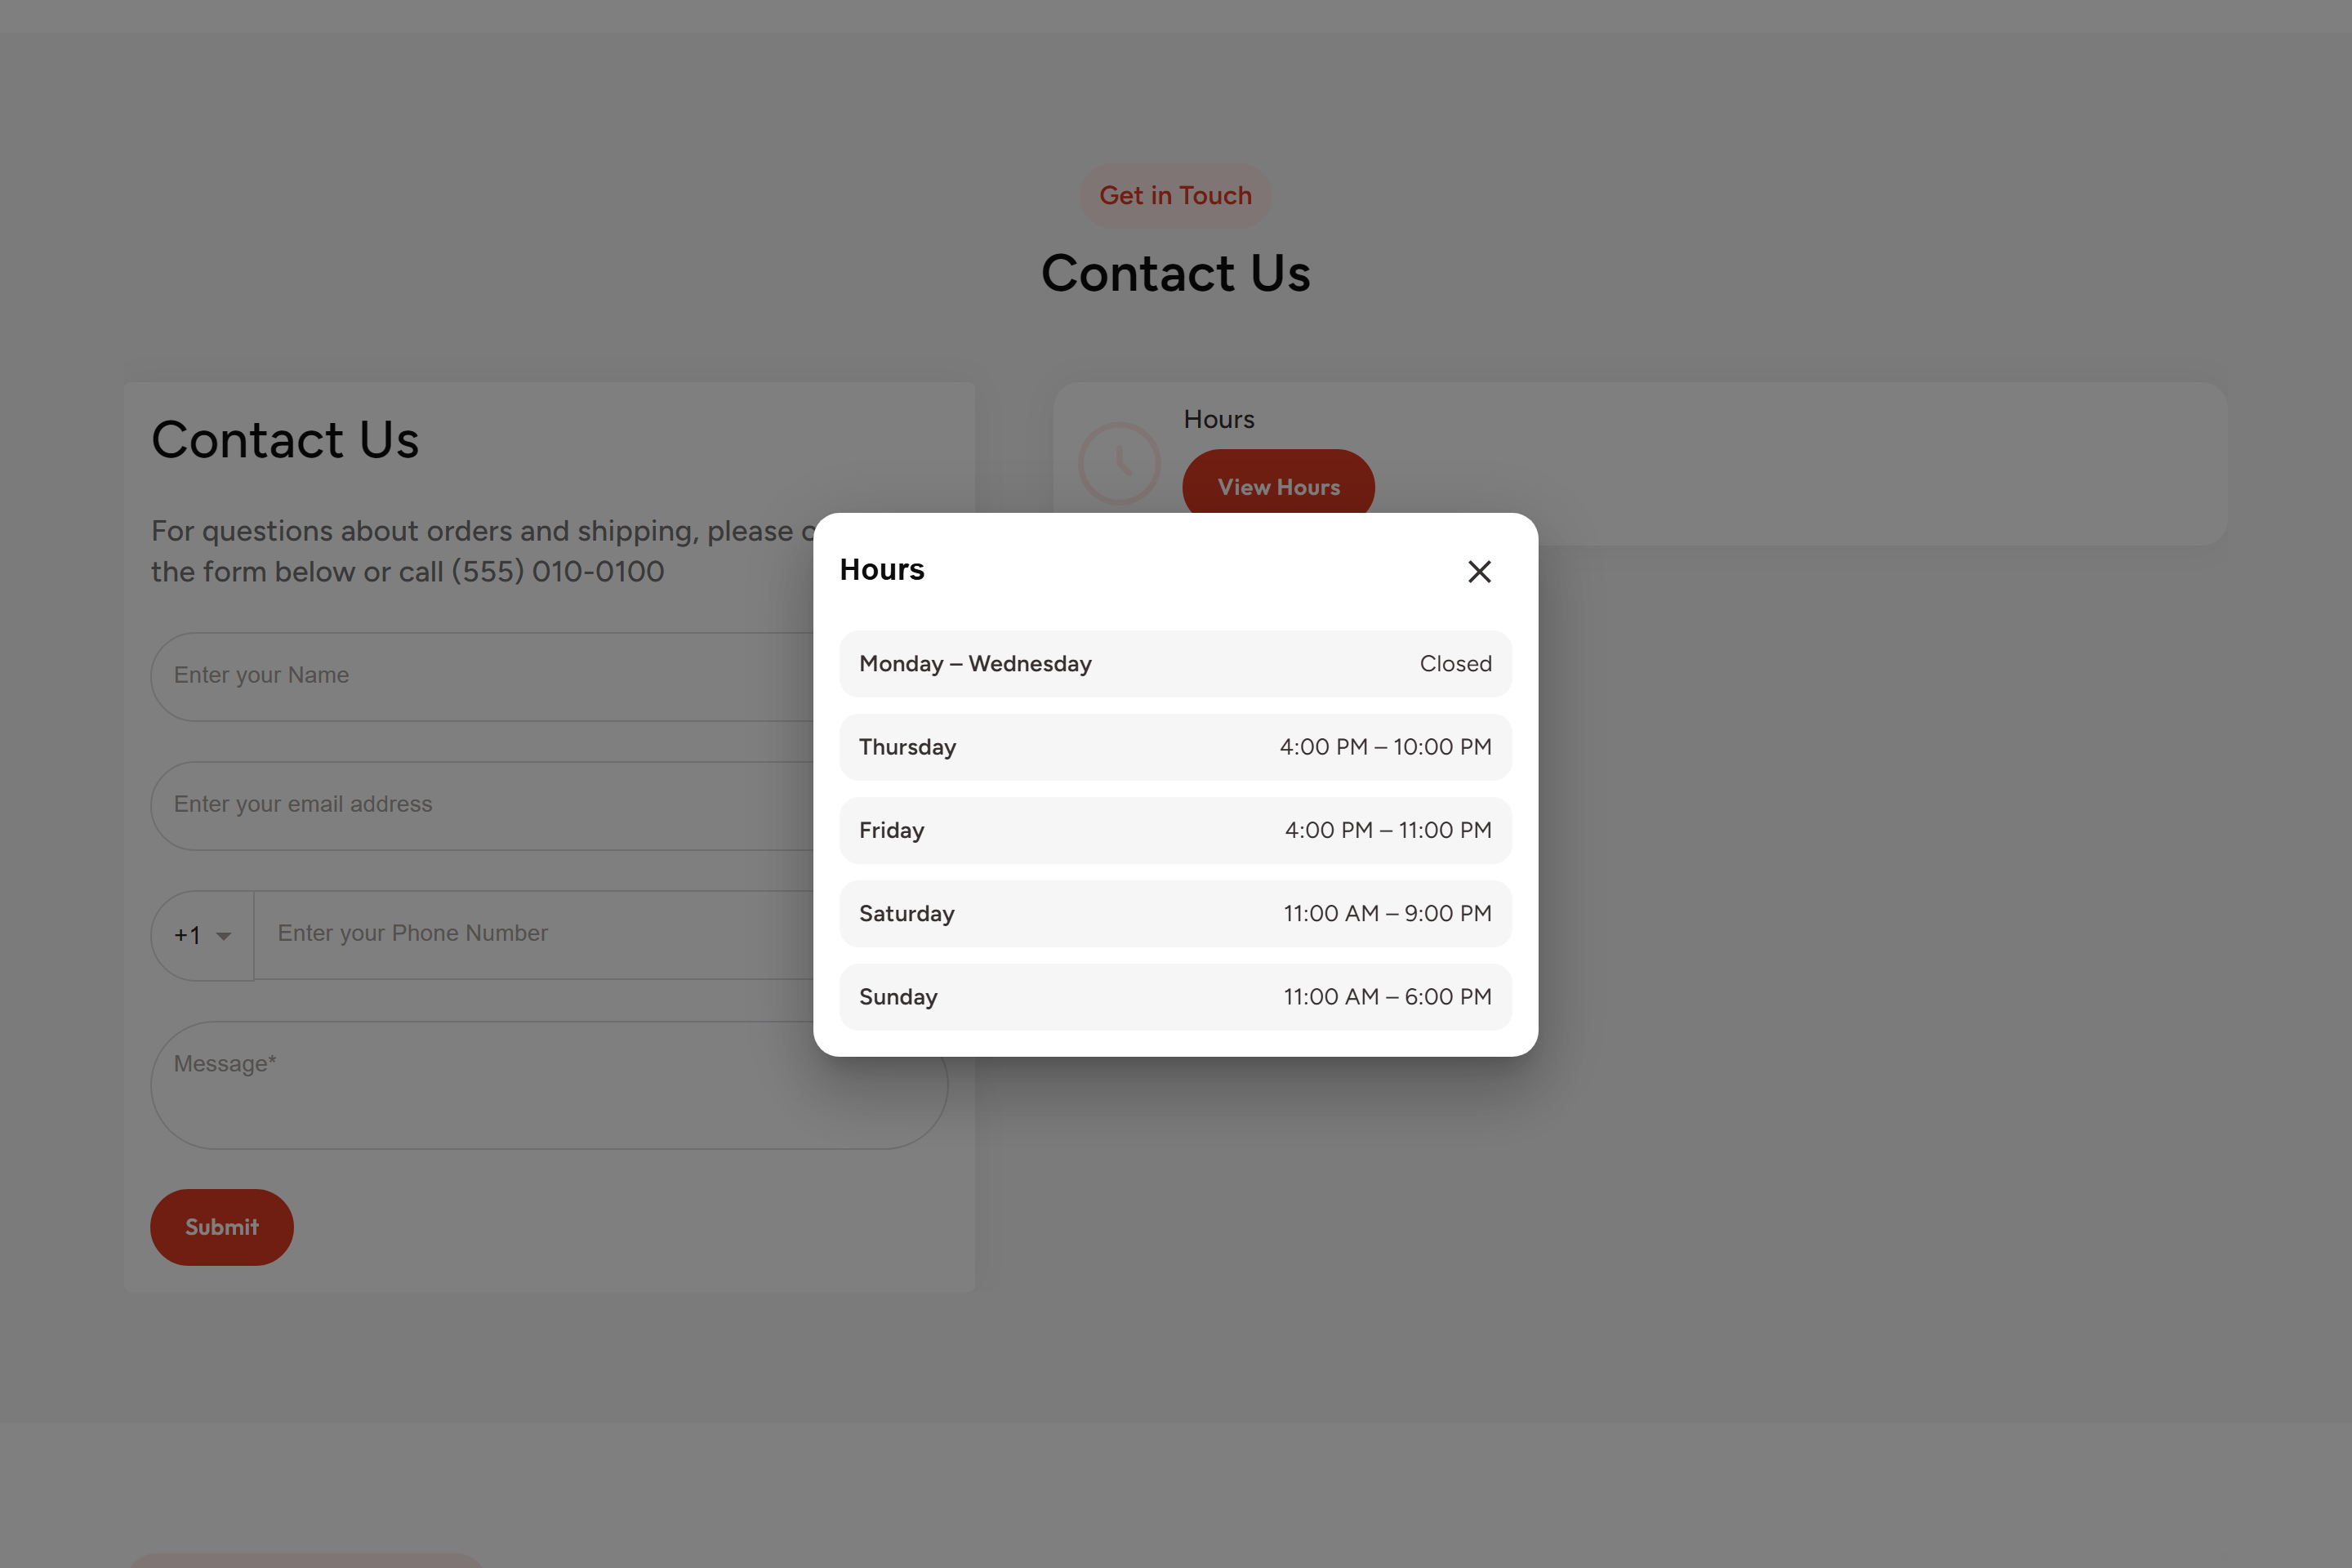 Get in Touch
Contact Us
Contact Us
For questions about orders and shipping, please
the form below or call (555) 010-0100
Enter your Name
Enter your email address
+1
Enter your Phone Number
Message*
Submit
Hours
View Hours
Hours
Monday – Wednesday Closed
Thursday 4:00 PM – 10:00 PM
Friday 4:00 PM – 11:00 PM
Saturday 11:00 AM – 9:00 PM
Sunday 11:00 AM – 6:00 PM